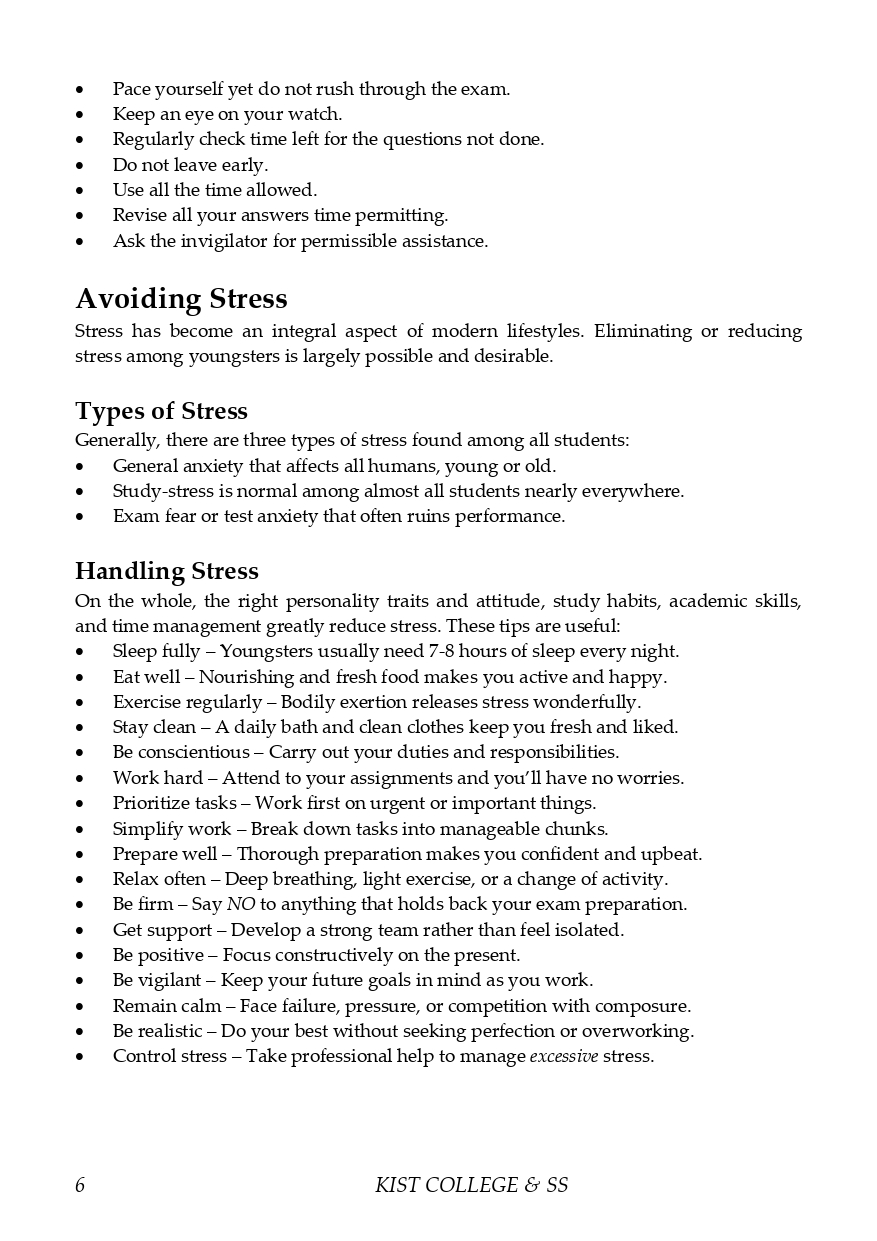 • Pace yourself yet do not rush through the exam.
• Keep an eye on your watch.
• Regularly check time left for the questions not done.
• Do not leave early.
• Use all the time allowed.
• Revise all your answers time permitting.
• Ask the invigilator for permissible assistance.
Avoiding Stress
Stress has become an integral aspect of modern lifestyles. Eliminating or reducing
stress among youngsters is largely possible and desirable.
Types of Stress
Generally, there are three types of stress found among all students:
• General anxiety that affects all humans, young or old.
• Study-stress is normal among almost all students nearly everywhere.
• Exam fear or test anxiety that often ruins performance.
Handling Stress
On the whole, the right personality traits and attitude, study habits, academic skills,
and time management greatly reduce stress. These tips are useful:
• Sleep fully – Youngsters usually need 7-8 hours of sleep every night.
• Eat well – Nourishing and fresh food makes you active and happy.
• Exercise regularly – Bodily exertion releases stress wonderfully.
• Stay clean – A daily bath and clean clothes keep you fresh and liked.
• Be conscientious – Carry out your duties and responsibilities.
• Work hard – Attend to your assignments and you’ll have no worries.
• Prioritize tasks – Work first on urgent or important things.
• Simplify work – Break down tasks into manageable chunks.
• Prepare well – Thorough preparation makes you confident and upbeat.
• Relax often – Deep breathing, light exercise, or a change of activity.
• Be firm – Say NO to anything that holds back your exam preparation.
• Get support – Develop a strong team rather than feel isolated.
• Be positive – Focus constructively on the present.
• Be vigilant – Keep your future goals in mind as you work.
• Remain calm – Face failure, pressure, or competition with composure.
• Be realistic – Do your best without seeking perfection or overworking.
• Control stress – Take professional help to manage excessive stress.
6 KIST COLLEGE & SS